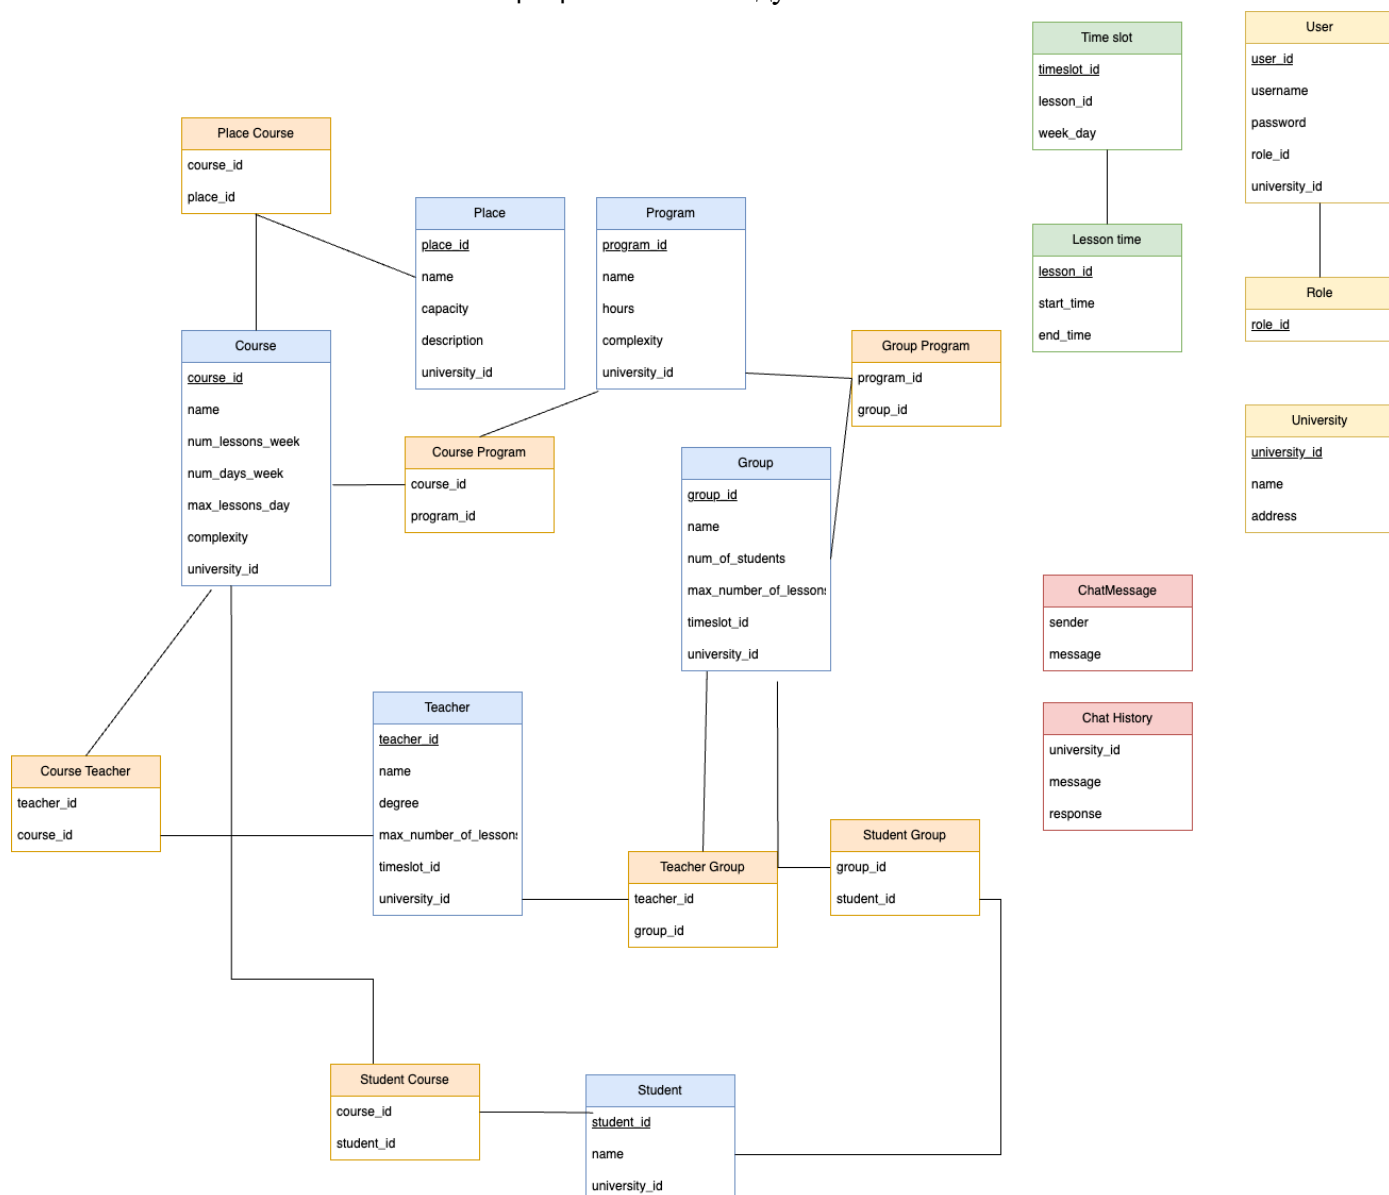 Time slot
timeslot_id
lesson_id
week_day
User
user_id
username
password
role_id
university_id
Place Course
course_id
place_id
Place
place_id
name
capacity
description
university_id
Program
program_id
name
hours
complexity
university_id
Lesson time
lesson_id
start_time
end_time
Role
role_id
Course
course_id
name
num_lessons_week
num_days_week
max_lessons_day
complexity
university_id
Group Program
program_id
group_id
Course Program
course_id
program_id
Group
group_id
name
num_of_students
max_number_of_lessons
timeslot_id
university_id
University
university_id
name
address
ChatMessage
sender
message
Chat History
university_id
message
response
Teacher
teacher_id
name
degree
max_number_of_lessons
timeslot_id
university_id
Course Teacher
teacher_id
course_id
Teacher Group
teacher_id
group_id
Student Group
group_id
student_id
Student Course
course_id
student_id
Student
student_id
name
university_id